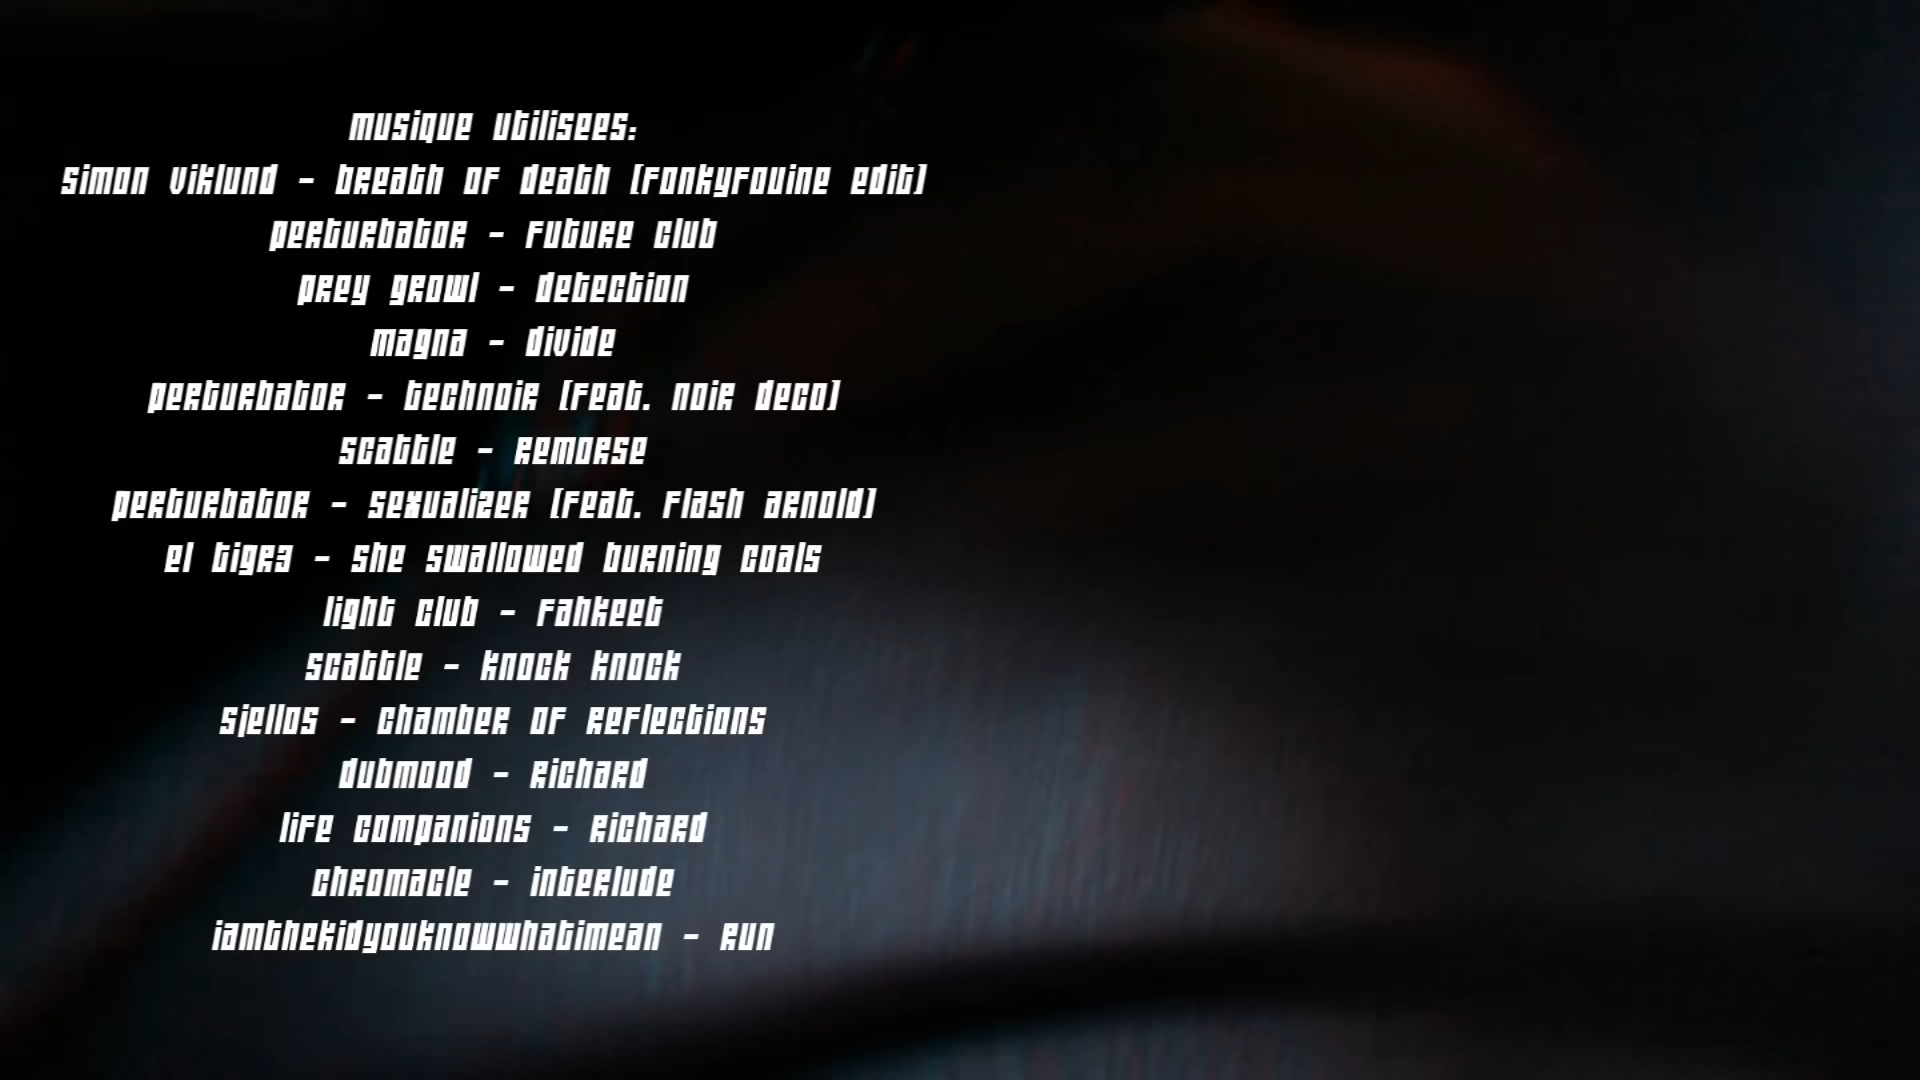 musique utilisees:
simon viklund - breath of death (fonkyfouine edit)
perturbator - future club
prey growl - detection
magna - divide
perturbator - technoir (feat. noir deco)
scattle - remorse
perturbator - sexualizer (feat. flash arnold)
el tigr3 - she swallowed burning coals
light club - fahkeet
scattle - knock knock
sjellos - chamber of reflections
dubmood - richard
life companions - richard
chromacle - interlude
iamthekidyouknowwhatimean - run